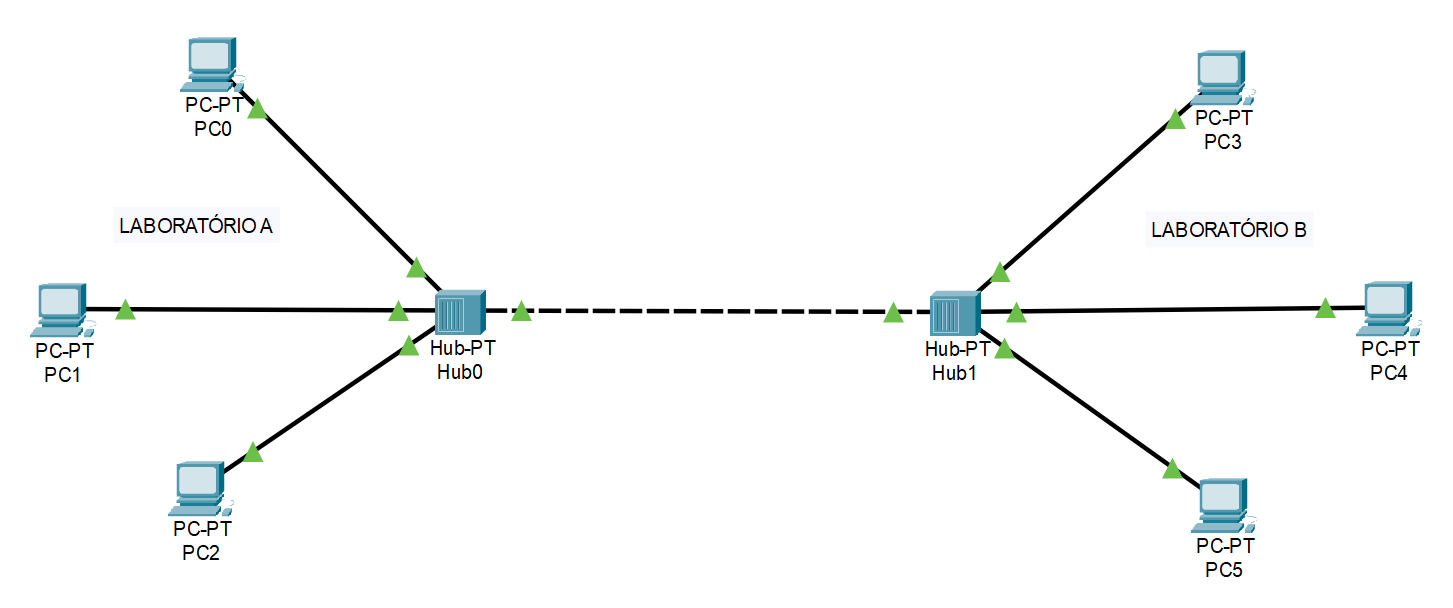 PC-PT
PC0
PC-PT
PC3
LABORATÓRIO A
LABORATÓRIO B
PC-PT
PC1
Hub-PT
Hub0
Hub-PT
Hub1
PC-PT
PC4
PC-PT
PC2
PC-PT
PC5